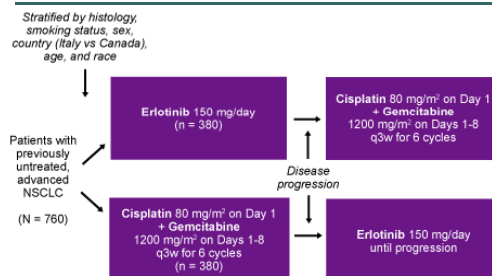 Stratified by histology,
smoking status, sex,
country (Italy vs Canada),
age, and race
Erlotinib 150 mg/day
(n = 380)
Cisplatin 80 mg/m² on Day 1
+ Gemcitabine
1200 mg/m² on Days 1-8
q3w for 6 cycles
Patients with
previously
untreated,
advanced
NSCLC
(N = 760)
Disease
progression
Cisplatin 80 mg/m² on Day 1
+ Gemcitabine
1200 mg/m² on Days 1-8
q3w for 6 cycles
(n = 380)
Erlotinib 150 mg/day
until progression